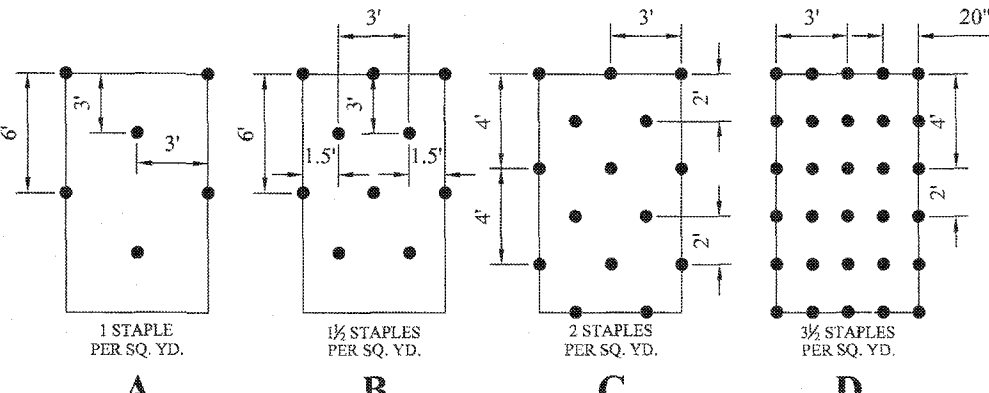 3'
3'
3'
3'
20"
6'
3'
3'
6'
3'
1.5'
1.5'
4'
4'
2'
2'
4'
2'
1 STAPLE
PER SQ. YD.
1½ STAPLES
PER SQ. YD.
2 STAPLES
PER SQ. YD.
3½ STAPLES
PER SQ. YD.
A
B
C
D